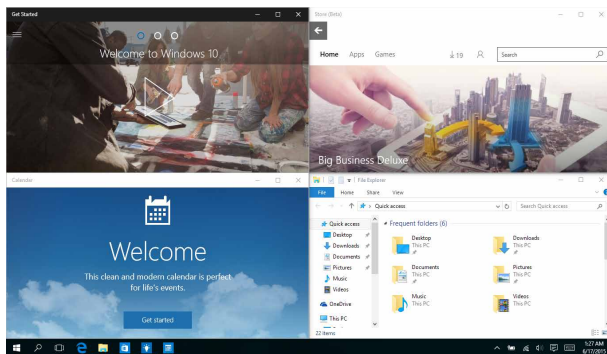 Get Started
Welcome to Windows 10
Store (Beta)
Home Apps Games
19
Search
Big Business Deluxe
Calendar
Welcome
This clean and modern calendar is perfect
for life's events.
Get started
File Explorer
File Home Share View
Quick access
Search Quick access
Quick access
Desktop
Downloads
Documents
Pictures
Music
Videos
OneDrive
This PC
Frequent folders (6)
Desktop
This PC
Downloads
This PC
Documents
This PC
Pictures
This PC
Music
This PC
Videos
This PC
22 items
1:27 AM
6/17/2015